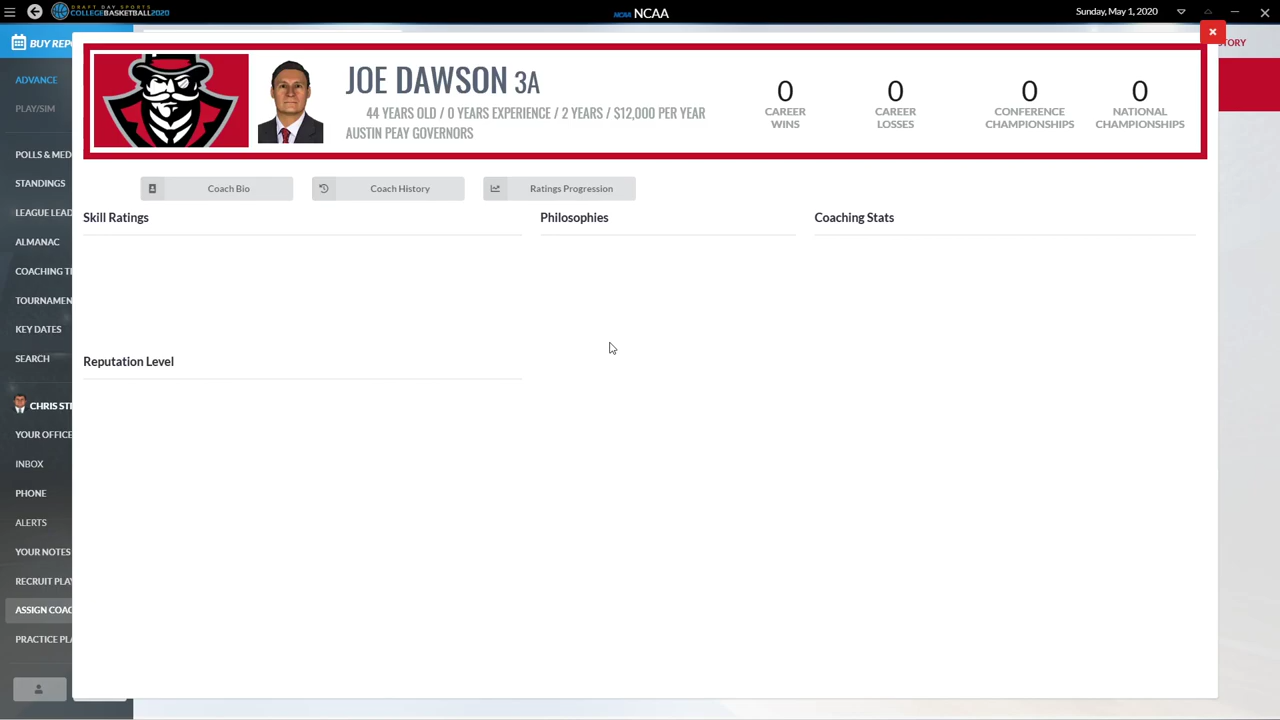 DRAFT DAY SPORTS
COLLEGE BASKETBALL 2020
NCAA NCAA
Sunday, May 1, 2020
BUY REP
TORY
ADVANCE
PLAY/SIM
POLLS & MED
STANDINGS
LEAGUE LEAD
ALMANAC
COACHING T
TOURNAMEN
KEY DATES
SEARCH
CHRIS STE
YOUR OFFICE
INBOX
PHONE
ALERTS
YOUR NOTES
RECRUIT PLAY
ASSIGN COAC
PRACTICE PLA
JOE DAWSON 3A
44 YEARS OLD / 0 YEARS EXPERIENCE / 2 YEARS / $12,000 PER YEAR
AUSTIN PEAY GOVERNORS
0
CAREER
WINS
0
CAREER
LOSSES
0
CONFERENCE
CHAMPIONSHIPS
0
NATIONAL
CHAMPIONSHIPS
Coach Bio
Coach History
Ratings Progression
Skill Ratings
Philosophies
Coaching Stats
Reputation Level